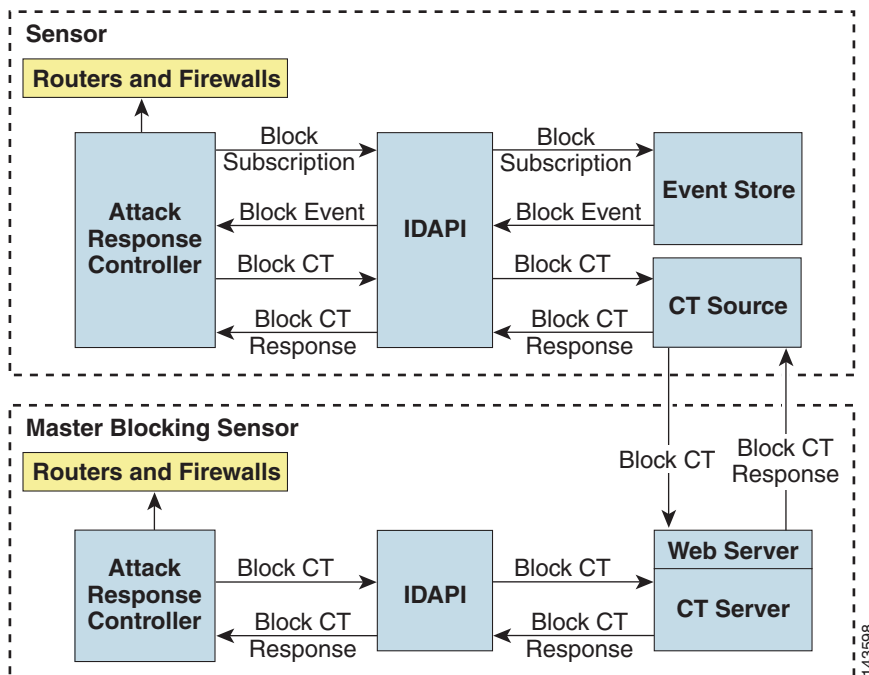 Sensor
Routers and Firewalls
Attack
Response
Controller
Block
Subscription
Block Event
Block CT
Block CT
Response
IDAPI
Block
Subscription
Block Event
Block CT
Block CT
Response
Event Store
CT Source
Block CT
Block CT
Response
Master Blocking Sensor
Routers and Firewalls
Attack
Response
Controller
Block CT
Block CT
Response
IDAPI
Block CT
Block CT
Response
Web Server
CT Server
143598